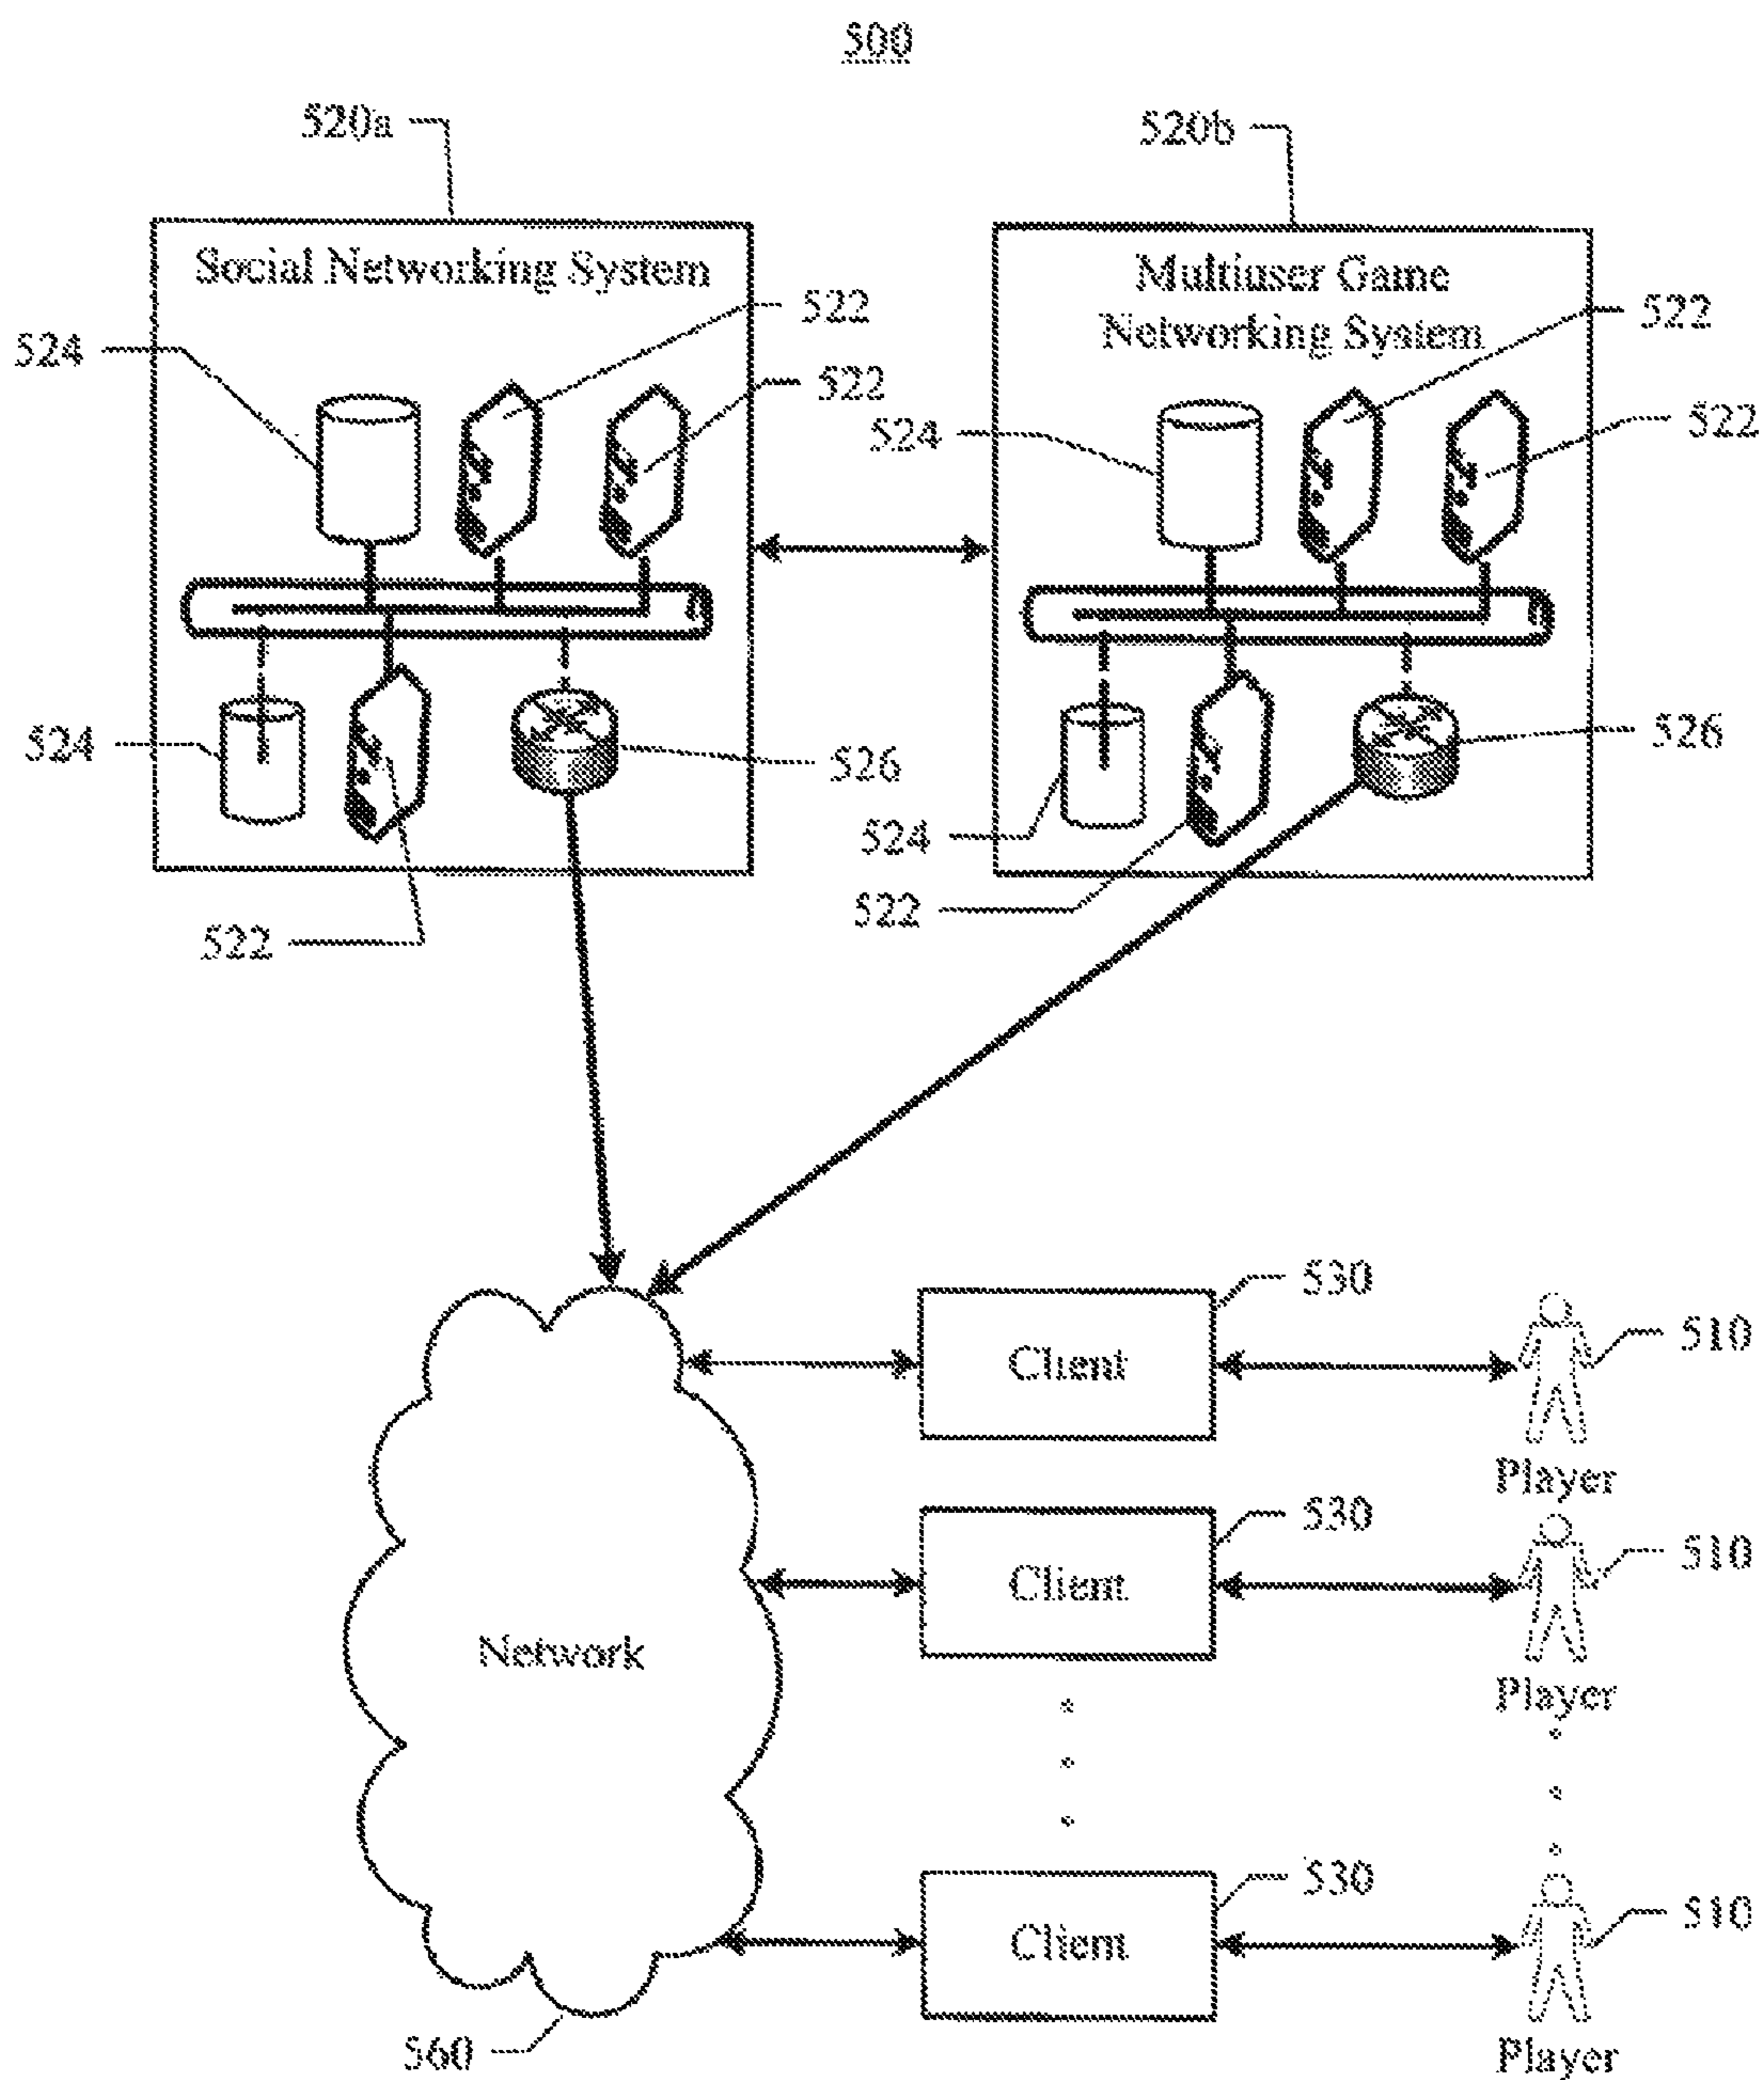 500
520a
520b
Social Networking System
Multiuser Game
Networking System
522
522
524
522
522
524
524
526
526
524
522
522
530
Client
510
Player
530
Client
510
Player
Network
530
Client
510
Player
560